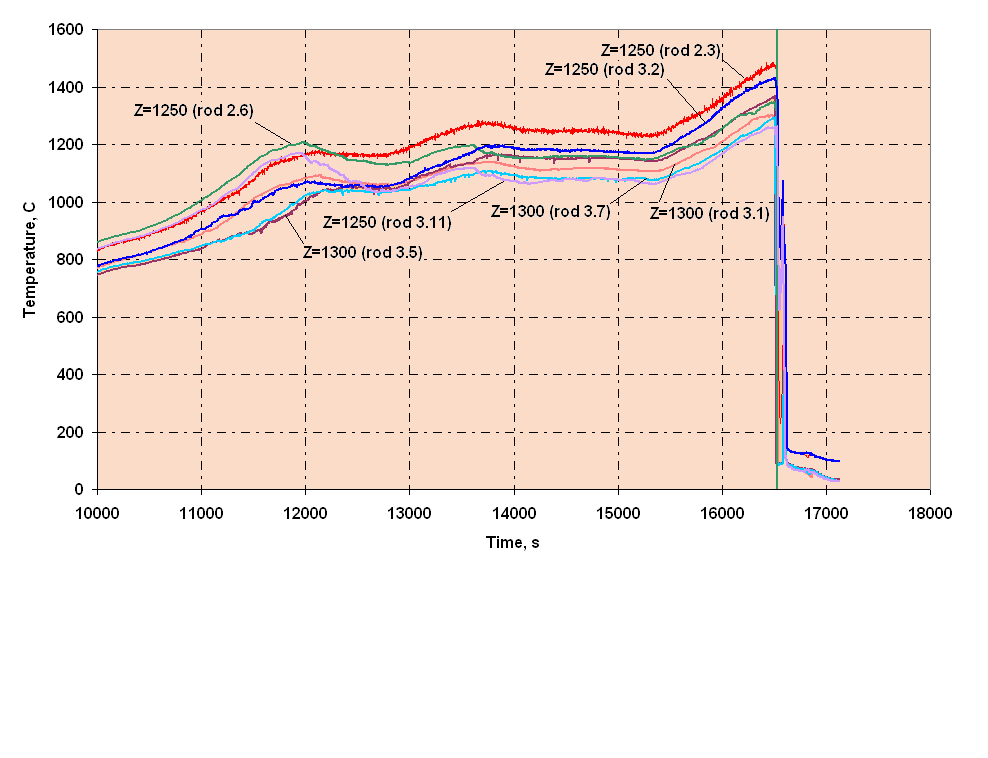 1600
1400
1200
1000
800
600
400
200
0
Temperature, C
Z=1250 (rod 2.3)
Z=1250 (rod 3.2)
Z=1250 (rod 2.6)
Z=1300 (rod 3.7)
Z=1300 (rod 3.1)
Z=1250 (rod 3.11)
Z=1300 (rod 3.5)
10000 11000 12000 13000 14000 15000 16000 17000 18000
Time, s